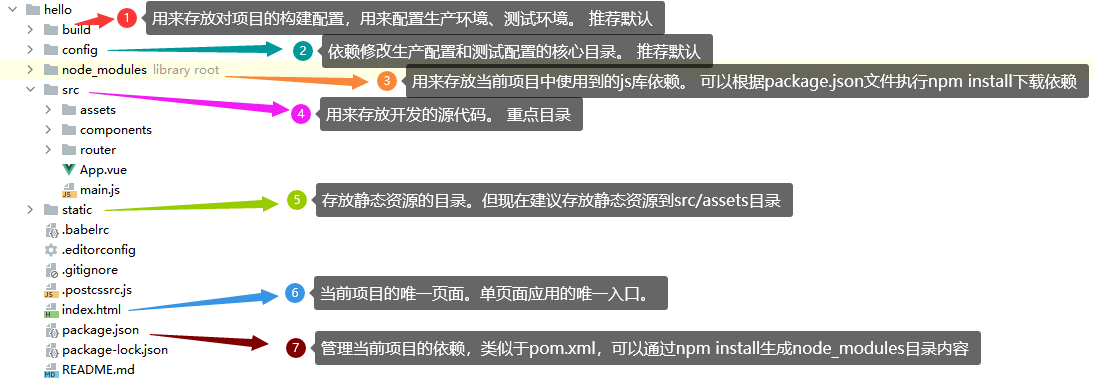 hello
1 用来存放对项目的构建配置，用来配置生产环境、测试环境。 推荐默认
build
config
2 依赖修改生产配置和测试配置的核心目录。 推荐默认
node_modules library root
3 用来存放当前项目中使用到的js库依赖。 可以根据package.json文件执行npm install下载依赖
src
4 用来存放开发的源代码。 重点目录
assets
components
router
App.vue
JS main.js
5 存放静态资源的目录。但现在建议存放静态资源到src/assets目录
static
.babelrc
.editorconfig
.gitignore
JS .postcssrc.js
6 当前项目的唯一页面。单页面应用的唯一入口。
H index.html
package.json
7 管理当前项目的依赖，类似于pom.xml，可以通过npm install生成node_modules目录内容
package-lock.json
MD README.md